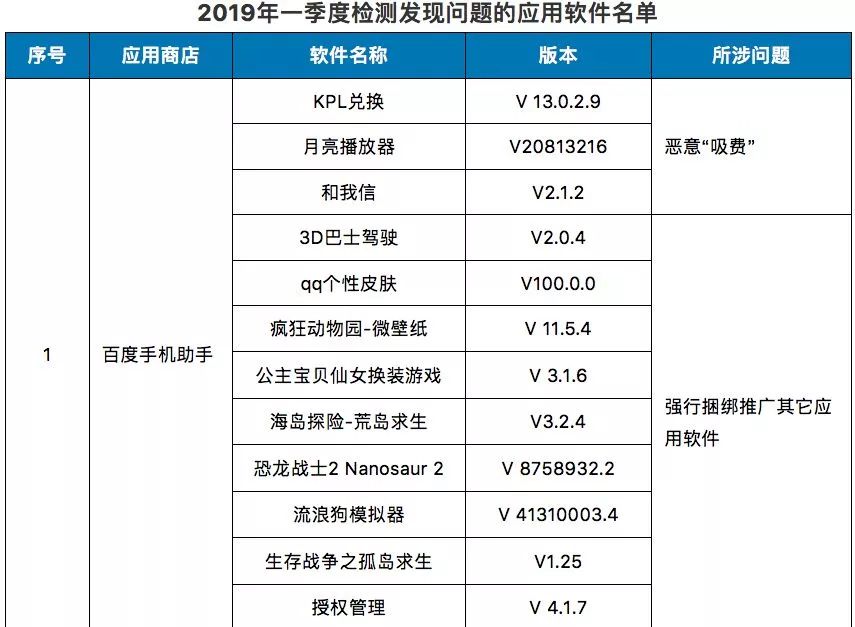 2019年一季度检测发现问题的应用软件名单
序号 应用商店 软件名称 版本 所涉问题
1 百度手机助手
KPL兑换 V 13.0.2.9
月亮播放器 V20813216
和我信 V2.1.2
恶意“吸费”
3D巴士驾驶 V2.0.4
qq个性皮肤 V100.0.0
疯狂动物园-微壁纸 V 11.5.4
公主宝贝仙女换装游戏 V 3.1.6
海岛探险-荒岛求生 V3.2.4
恐龙战士2 Nanosaur 2 V 8758932.2
流浪狗模拟器 V 41310003.4
生存战争之孤岛求生 V1.25
授权管理 V 4.1.7
强行捆绑推广其它应
用软件